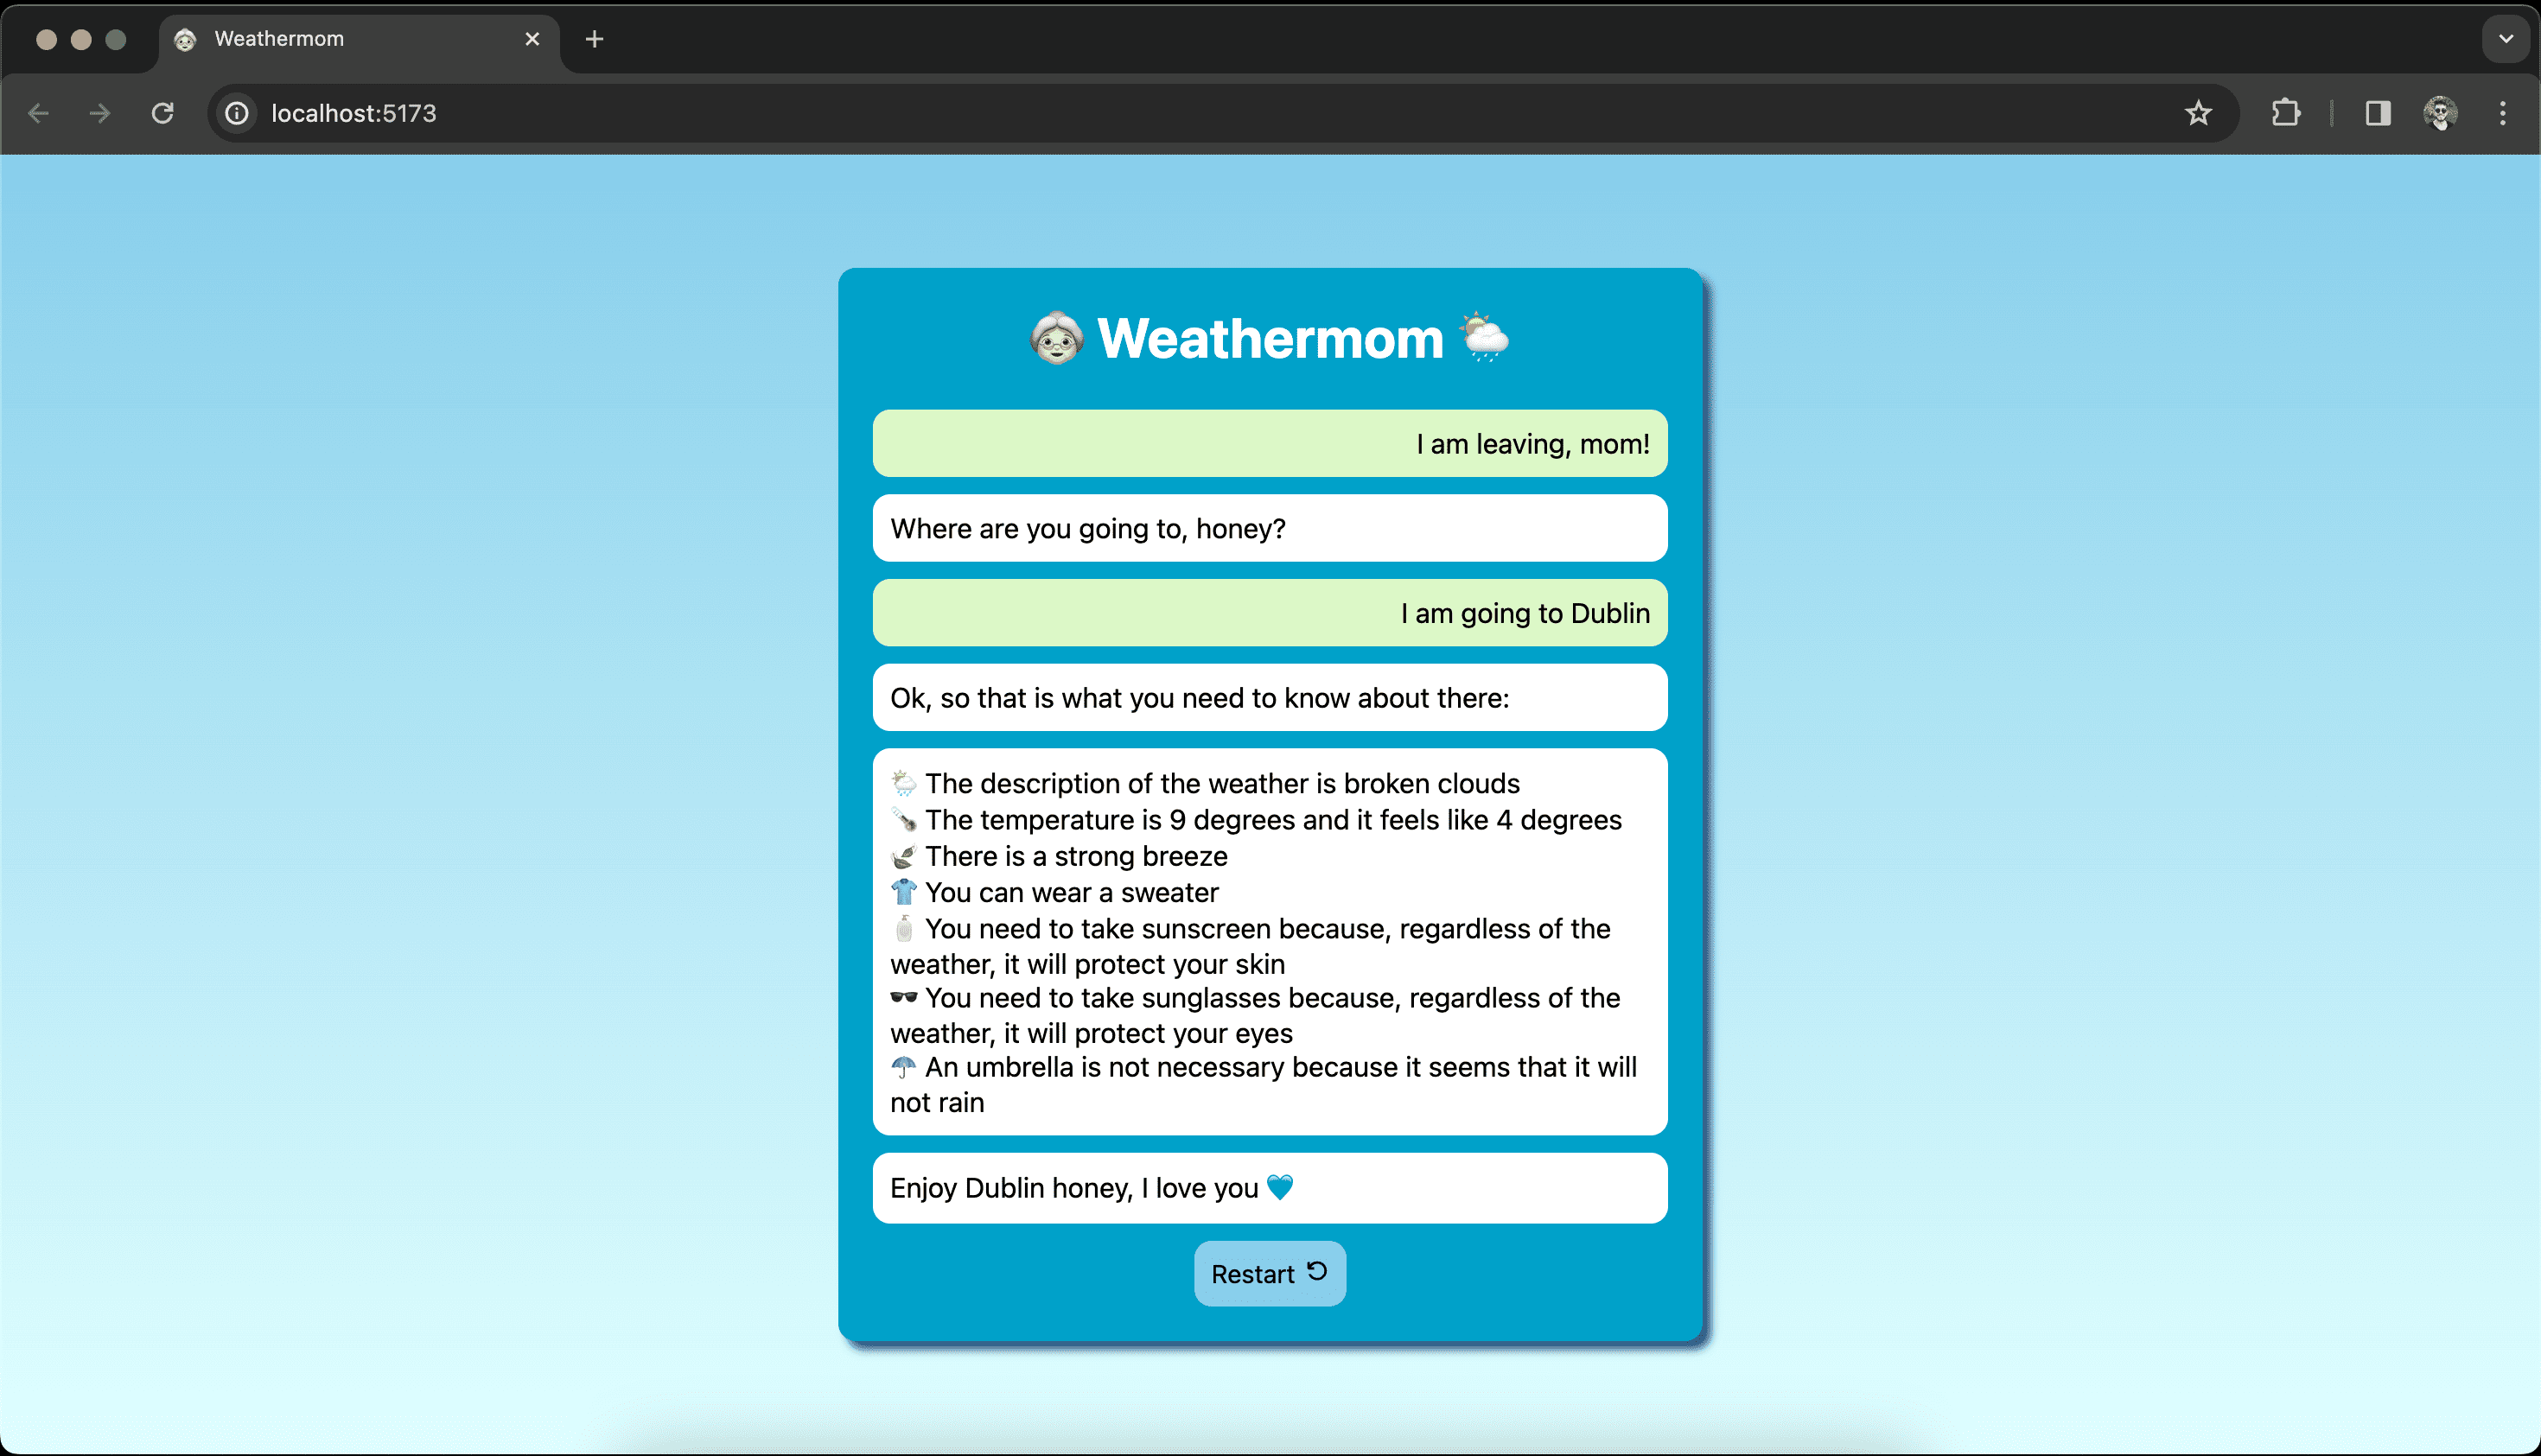 Weathermom
localhost:5173
👵🏻 Weathermom 🌦️
I am leaving, mom!
Where are you going to, honey?
I am going to Dublin
Ok, so that is what you need to know about there:
🌦️ The description of the weather is broken clouds
🌡️ The temperature is 9 degrees and it feels like 4 degrees
🍃 There is a strong breeze
👕 You can wear a sweater
🧴 You need to take sunscreen because, regardless of the
weather, it will protect your skin
🕶️ You need to take sunglasses because, regardless of the
weather, it will protect your eyes
☂️ An umbrella is not necessary because it seems that it will
not rain
Enjoy Dublin honey, I love you 🩵
Restart